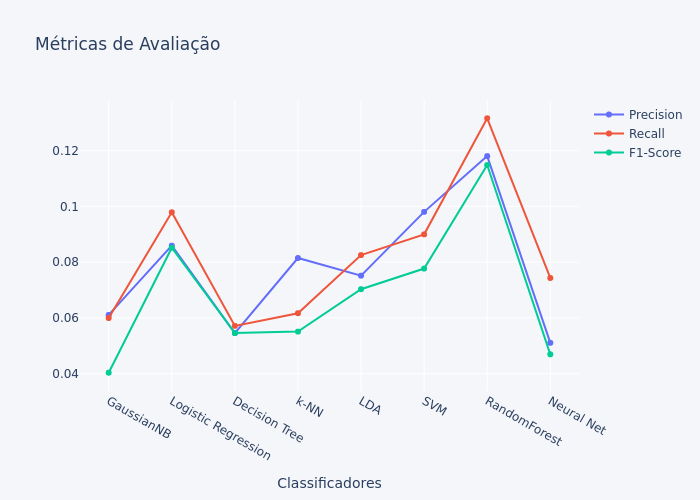 Métricas de Avaliação
Precision
Recall
F1-Score
0.12
0.1
0.08
0.06
0.04
GaussianNB
Logistic Regression
Decision Tree
k-NN
LDA
SVM
RandomForest
Neural Net
Classificadores